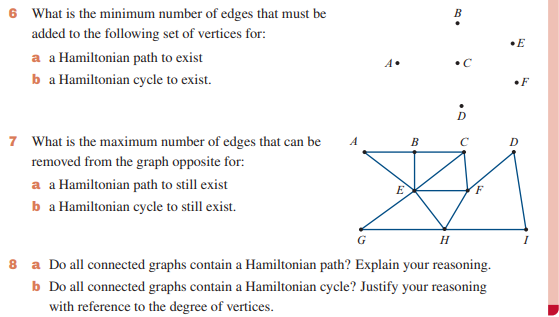 6 What is the minimum number of edges that must be
added to the following set of vertices for:
a a Hamiltonian path to exist
b a Hamiltonian cycle to exist.
B
E
A
C
F
D
7 What is the maximum number of edges that can be
removed from the graph opposite for:
a a Hamiltonian path to still exist
b a Hamiltonian cycle to still exist.
A B C D
E F
G H I
8 a Do all connected graphs contain a Hamiltonian path? Explain your reasoning.
b Do all connected graphs contain a Hamiltonian cycle? Justify your reasoning
with reference to the degree of vertices.